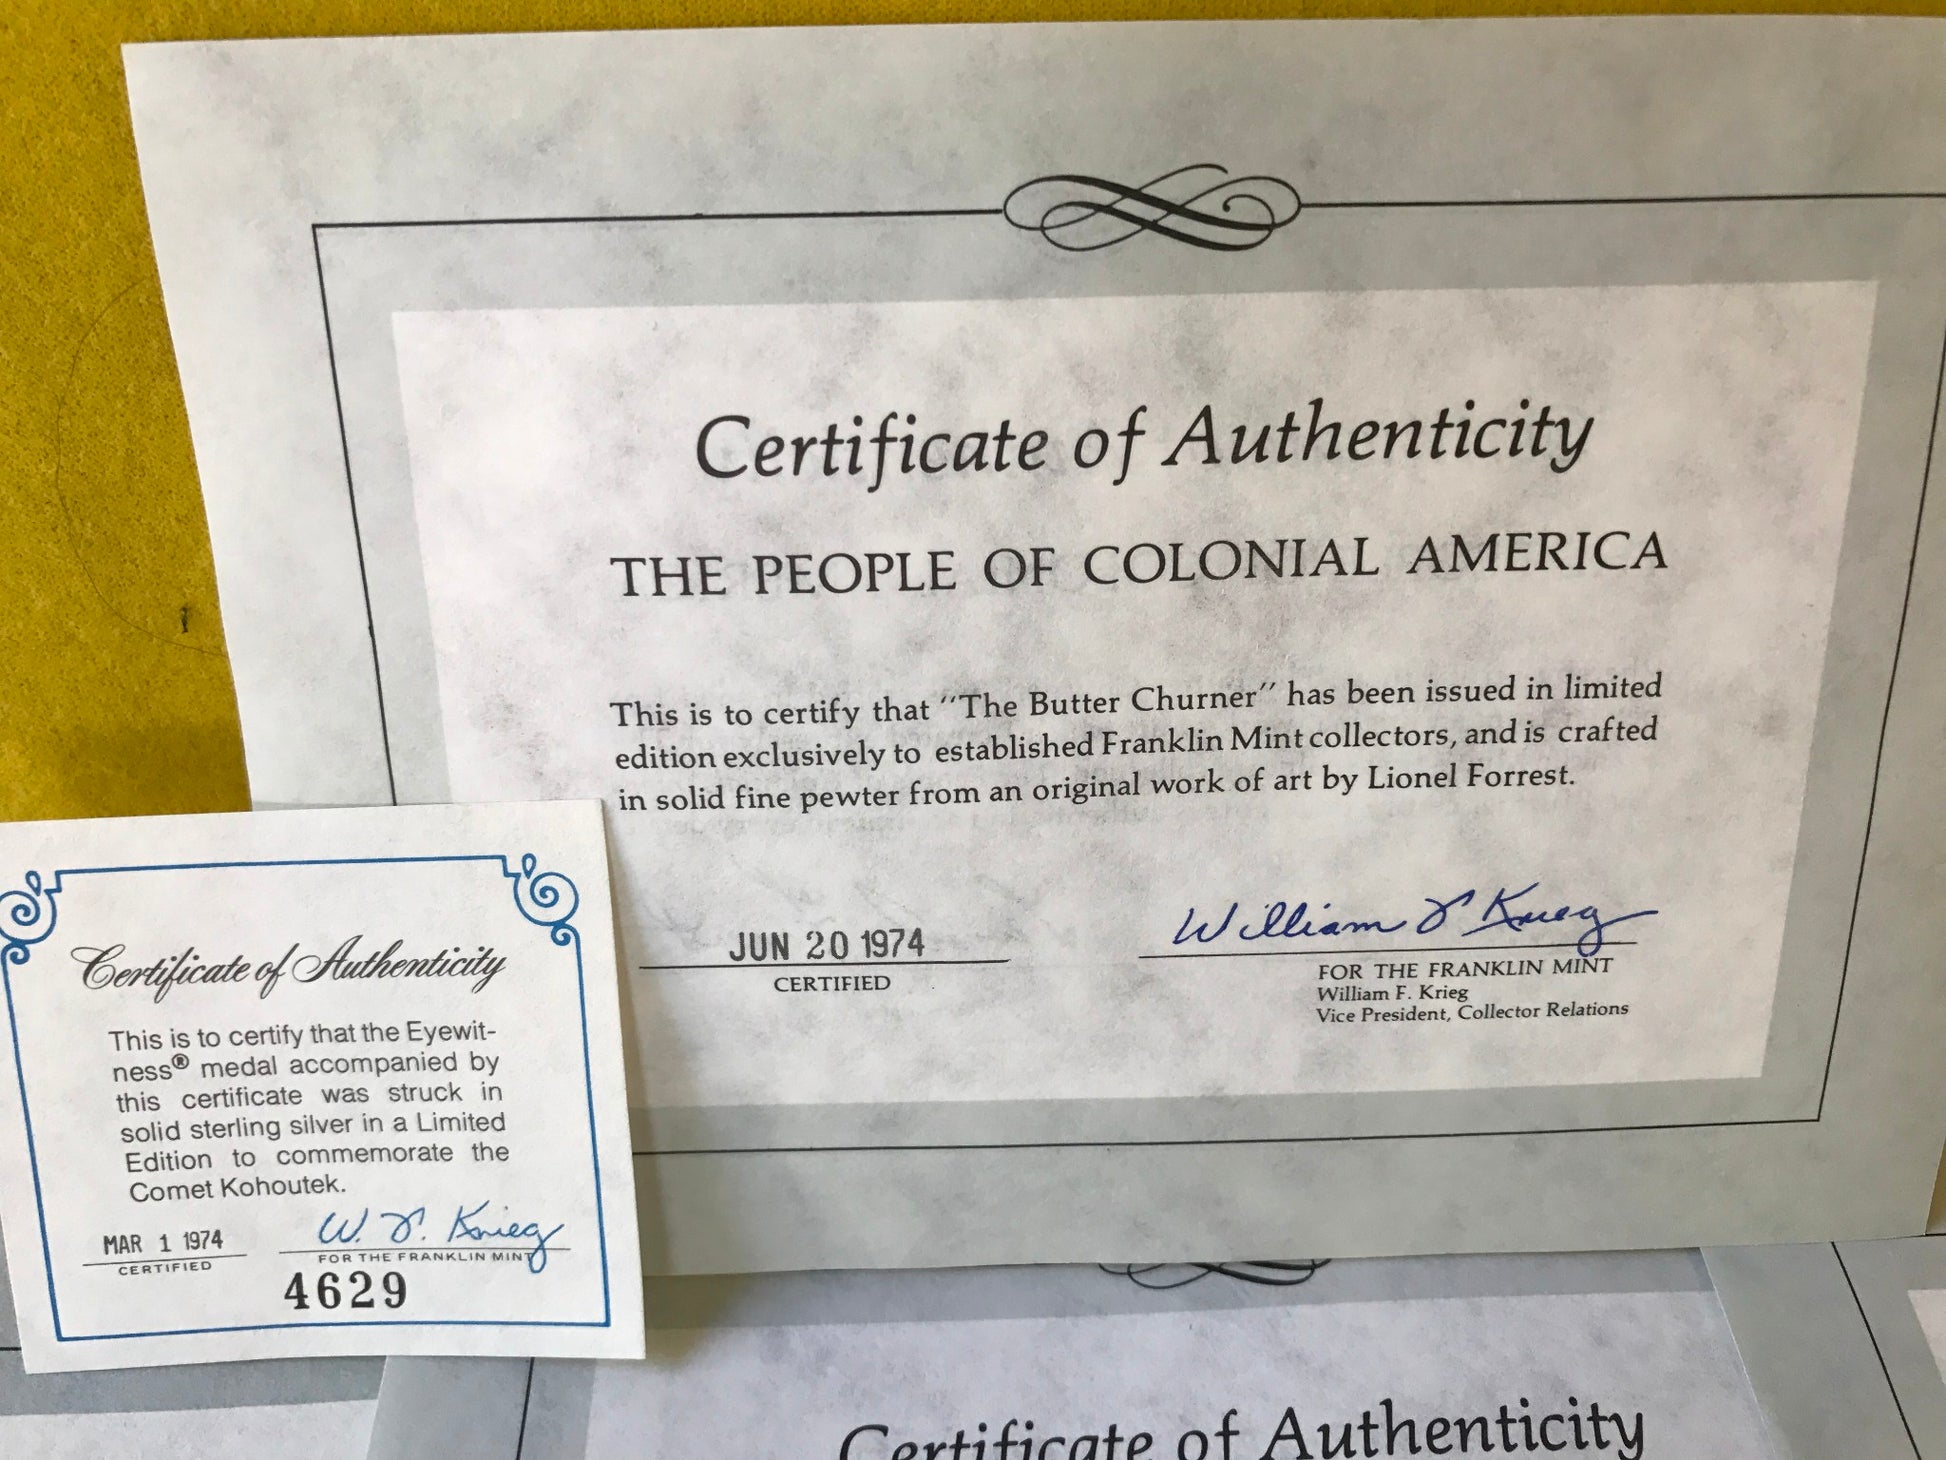 Certificate of Authenticity
THE PEOPLE OF COLONIAL AMERICA
This is to certify that "The Butter Churner" has been issued in limited
edition exclusively to established Franklin Mint collectors, and is crafted
in solid fine pewter from an original work of art by Lionel Forrest.
JUN 20 1974
CERTIFIED
William F Krieg
FOR THE FRANKLIN MINT
William F. Krieg
Vice President, Collector Relations
Certificate of Authenticity
This is to certify that the Eyewit-
ness® medal accompanied by
this certificate was struck in
solid sterling silver in a Limited
Edition to commemorate the
Comet Kohoutek.
MAR 1 1974
CERTIFIED
W. F. Krieg
FOR THE FRANKLIN MINT
4629
Certificate of Authenticity